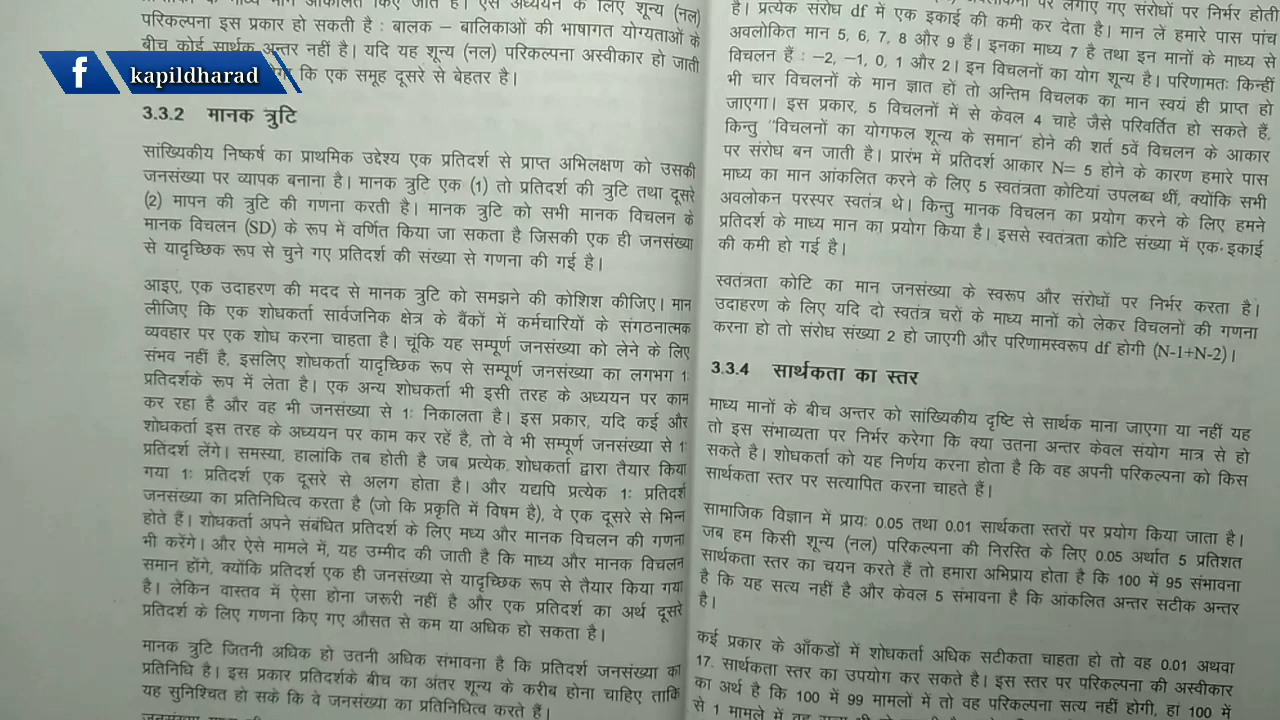 परिकल्पना इस प्रकार हो सकती है : बालक – बालिकाओं की भाषागत योग्यताओं के
बीच कोई सार्थक अन्तर नहीं है। यदि यह शून्य (नल) परिकल्पना अस्वीकार हो जाती
कि एक समूह दूसरे से बेहतर है।
f kapildharad
3.3.2 मानक त्रुटि
सांख्यिकीय निष्कर्ष का प्राथमिक उद्देश्य एक प्रतिदर्श से प्राप्त अभिलक्षण को उसकी
जनसंख्या पर व्यापक बनाना है। मानक त्रुटि एक (1) तो प्रतिदर्श की त्रुटि तथा दूसरे
(2) मापन की त्रुटि की गणना करती है। मानक त्रुटि को सभी मानक विचलन के
मानक विचलन (SD) के रूप में वर्णित किया जा सकता है जिसकी एक ही जनसंख्या
से यादृच्छिक रूप से चुने गए प्रतिदर्श की संख्या से गणना की गई है।
आइए, एक उदाहरण की मदद से मानक त्रुटि को समझने की कोशिश कीजिए। मान
लीजिए कि एक शोधकर्ता सार्वजनिक क्षेत्र के बैंकों में कर्मचारियों के संगठनात्मक
व्यवहार पर एक शोध करना चाहता है। चूंकि यह सम्पूर्ण जनसंख्या को लेने के लिए
संभव नहीं है, इसलिए शोधकर्ता यादृच्छिक रूप से सम्पूर्ण जनसंख्या का लगभग 1ः
प्रतिदर्शके रूप में लेता है। एक अन्य शोधकर्ता भी इसी तरह के अध्ययन पर काम
कर रहा है और वह भी जनसंख्या से 1ः निकालता है। इस प्रकार, यदि कई और
शोधकर्ता इस तरह के अध्ययन पर काम कर रहें है, तो वे भी सम्पूर्ण जनसंख्या से 1ः
प्रतिदर्श लेंगे। समस्या, हालांकि तब होती है जब प्रत्येक शोधकर्ता द्वारा तैयार किया
गया 1ः प्रतिदर्श एक दूसरे से अलग होता है। और यद्यपि प्रत्येक 1ः प्रतिदर्श
जनसंख्या का प्रतिनिधित्व करता है (जो कि प्रकृति में विषम है), वे एक दूसरे से भिन्न
होते हैं। शोधकर्ता अपने संबंधित प्रतिदर्श के लिए मध्य और मानक विचलन की गणना
भी करेंगे। और ऐसे मामले में, यह उम्मीद की जाती है कि माध्य और मानक विचलन
समान होंगे, क्योंकि प्रतिदर्श एक ही जनसंख्या से यादृच्छिक रूप से तैयार किया गया
है। लेकिन वास्तव में ऐसा होना जरूरी नहीं है और एक प्रतिदर्श का अर्थ दूसरे
प्रतिदर्श के लिए गणना किए गए औसत से कम या अधिक हो सकता है।
मानक त्रुटि जितनी अधिक हो उतनी अधिक संभावना है कि प्रतिदर्श जनसंख्या का
प्रतिनिधि है। इस प्रकार प्रतिदर्शके बीच का अंतर शून्य के करीब होना चाहिए ताकि
यह सुनिश्चित हो सके कि वे जनसंख्या का प्रतिनिधित्व करते हैं।
पर लगाए गए संरोधों पर निर्भर होती
है। प्रत्येक संरोध df में एक इकाई की कमी कर देता है। मान लें हमारे पास पांच
अवलोकित मान 5, 6, 7, 8 और 9 हैं। इनका माध्य 7 है तथा इन मानों के माध्य से
विचलन हैं : –2, –1, 0, 1 और 2। इन विचलनों का योग शून्य है। परिणामतः किन्हीं
भी चार विचलनों के मान ज्ञात हों तो अन्तिम विचलक का मान स्वयं ही प्राप्त हो
जाएगा। इस प्रकार, 5 विचलनों में से केवल 4 चाहे जैसे परिवर्तित हो सकते हैं,
किन्तु "विचलनों का योगफल शून्य के समान' होने की शर्त 5वें विचलन के आकार
पर संरोध बन जाती है। प्रारंभ में प्रतिदर्श आकार N= 5 होने के कारण हमारे पास
माध्य का मान आंकलित करने के लिए 5 स्वतंत्रता कोटियां उपलब्ध थीं, क्योंकि सभी
अवलोकन परस्पर स्वतंत्र थे। किन्तु मानक विचलन का प्रयोग करने के लिए हमने
प्रतिदर्श के माध्य मान का प्रयोग किया है। इससे स्वतंत्रता कोटि संख्या में एक इकाई
की कमी हो गई है।
स्वतंत्रता कोटि का मान जनसंख्या के स्वरूप और संरोधों पर निर्भर करता है।
उदाहरण के लिए यदि दो स्वतंत्र चरों के माध्य मानों को लेकर विचलनों की गणना
करना हो तो संरोध संख्या 2 हो जाएगी और परिणामस्वरूप df होगी (N-1+N-2)।
3.3.4 सार्थकता का स्तर
माध्य मानों के बीच अन्तर को सांख्यिकीय दृष्टि से सार्थक माना जाएगा या नहीं यह
तो इस संभाव्यता पर निर्भर करेगा कि क्या उतना अन्तर केवल संयोग मात्र से हो
सकते है। शोधकर्ता को यह निर्णय करना होता है कि वह अपनी परिकल्पना को किस
सार्थकता स्तर पर सत्यापित करना चाहते हैं।
सामाजिक विज्ञान में प्रायः 0.05 तथा 0.01 सार्थकता स्तरों पर प्रयोग किया जाता है।
जब हम किसी शून्य (नल) परिकल्पना की निरस्ति के लिए 0.05 अर्थात 5 प्रतिशत
सार्थकता स्तर का चयन करते हैं तो हमारा अभिप्राय होता है कि 100 में 95 संभावना
है कि यह सत्य नहीं है और केवल 5 संभावना है कि आंकलित अन्तर सटीक अन्तर
है।
कई प्रकार के आँकडों में शोधकर्ता अधिक सटीकता चाहता हो तो वह 0.01 अथवा
17. सार्थकता स्तर का उपयोग कर सकते है। इस स्तर पर परिकल्पना की अस्वीकार
का अर्थ है कि 100 में 99 मामलों में तो वह परिकल्पना सत्य नहीं होगी, हां 100 में
से 1 मामले में वह